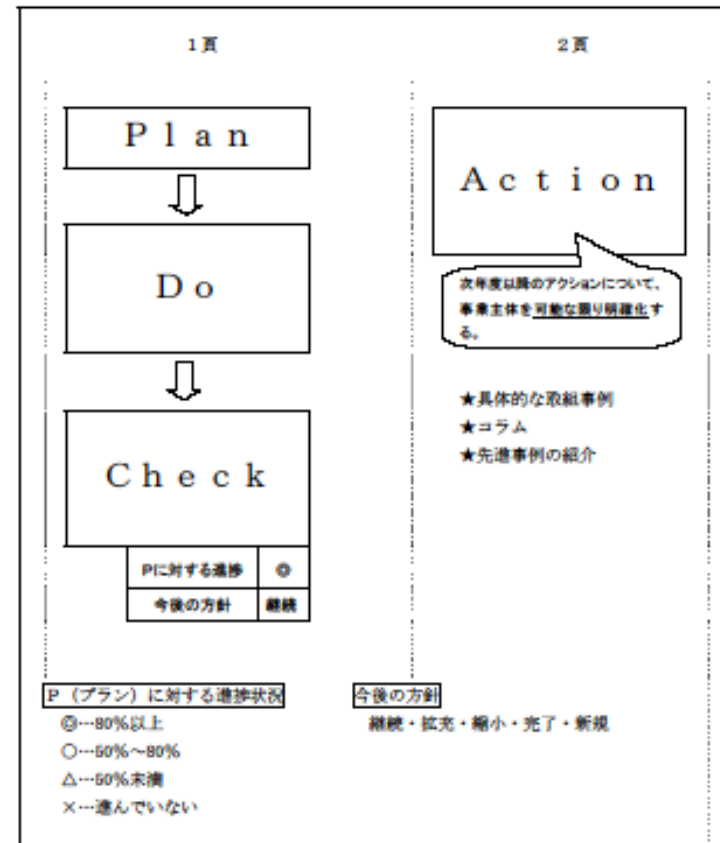 1頁
Plan
Do
Check
Pに対する進捗 ◎
今後の方針 継続
2頁
Action
次年度以降のアクションについて、
事業主体を可能な限り明確化す
る。
★具体的な取組事例
★コラム
★先進事例の紹介
P（プラン）に対する進捗状況
◎…80％以上
○…50％～80％
△…50％未満
×…進んでいない
今後の方針
継続・拡充・縮小・完了・新規